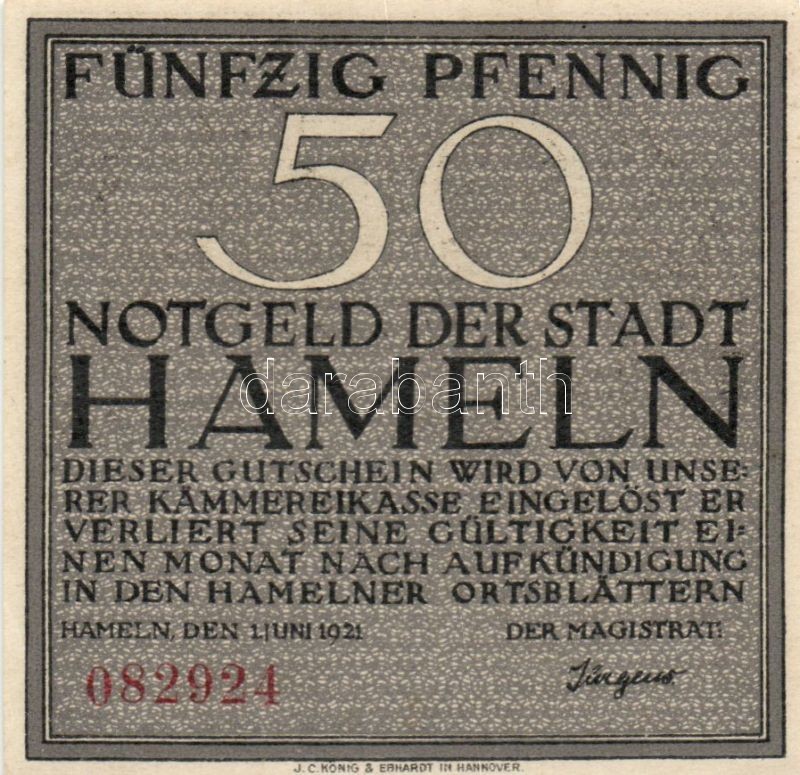 FÜNFZIG PFENNIG
50
NOTGELD DER STADT
HAMELN
darabanth
DIESER GUTSCHEIN WIRD VON UNSE=
RER KÄMMEREIKASSE EINGELÖST ER
VERLIERT SEINE GÜLTIGKEIT EI=
NEN MONAT NACH AUFKÜNDIGUNG
IN DEN HAMELNER ORTSBLÄTTERN
HAMELN, DEN 1. JUNI 1921 DER MAGISTRAT:
082924 Jürgens.
J. C. KÖNIG & EBHARDT IN HANNOVER.